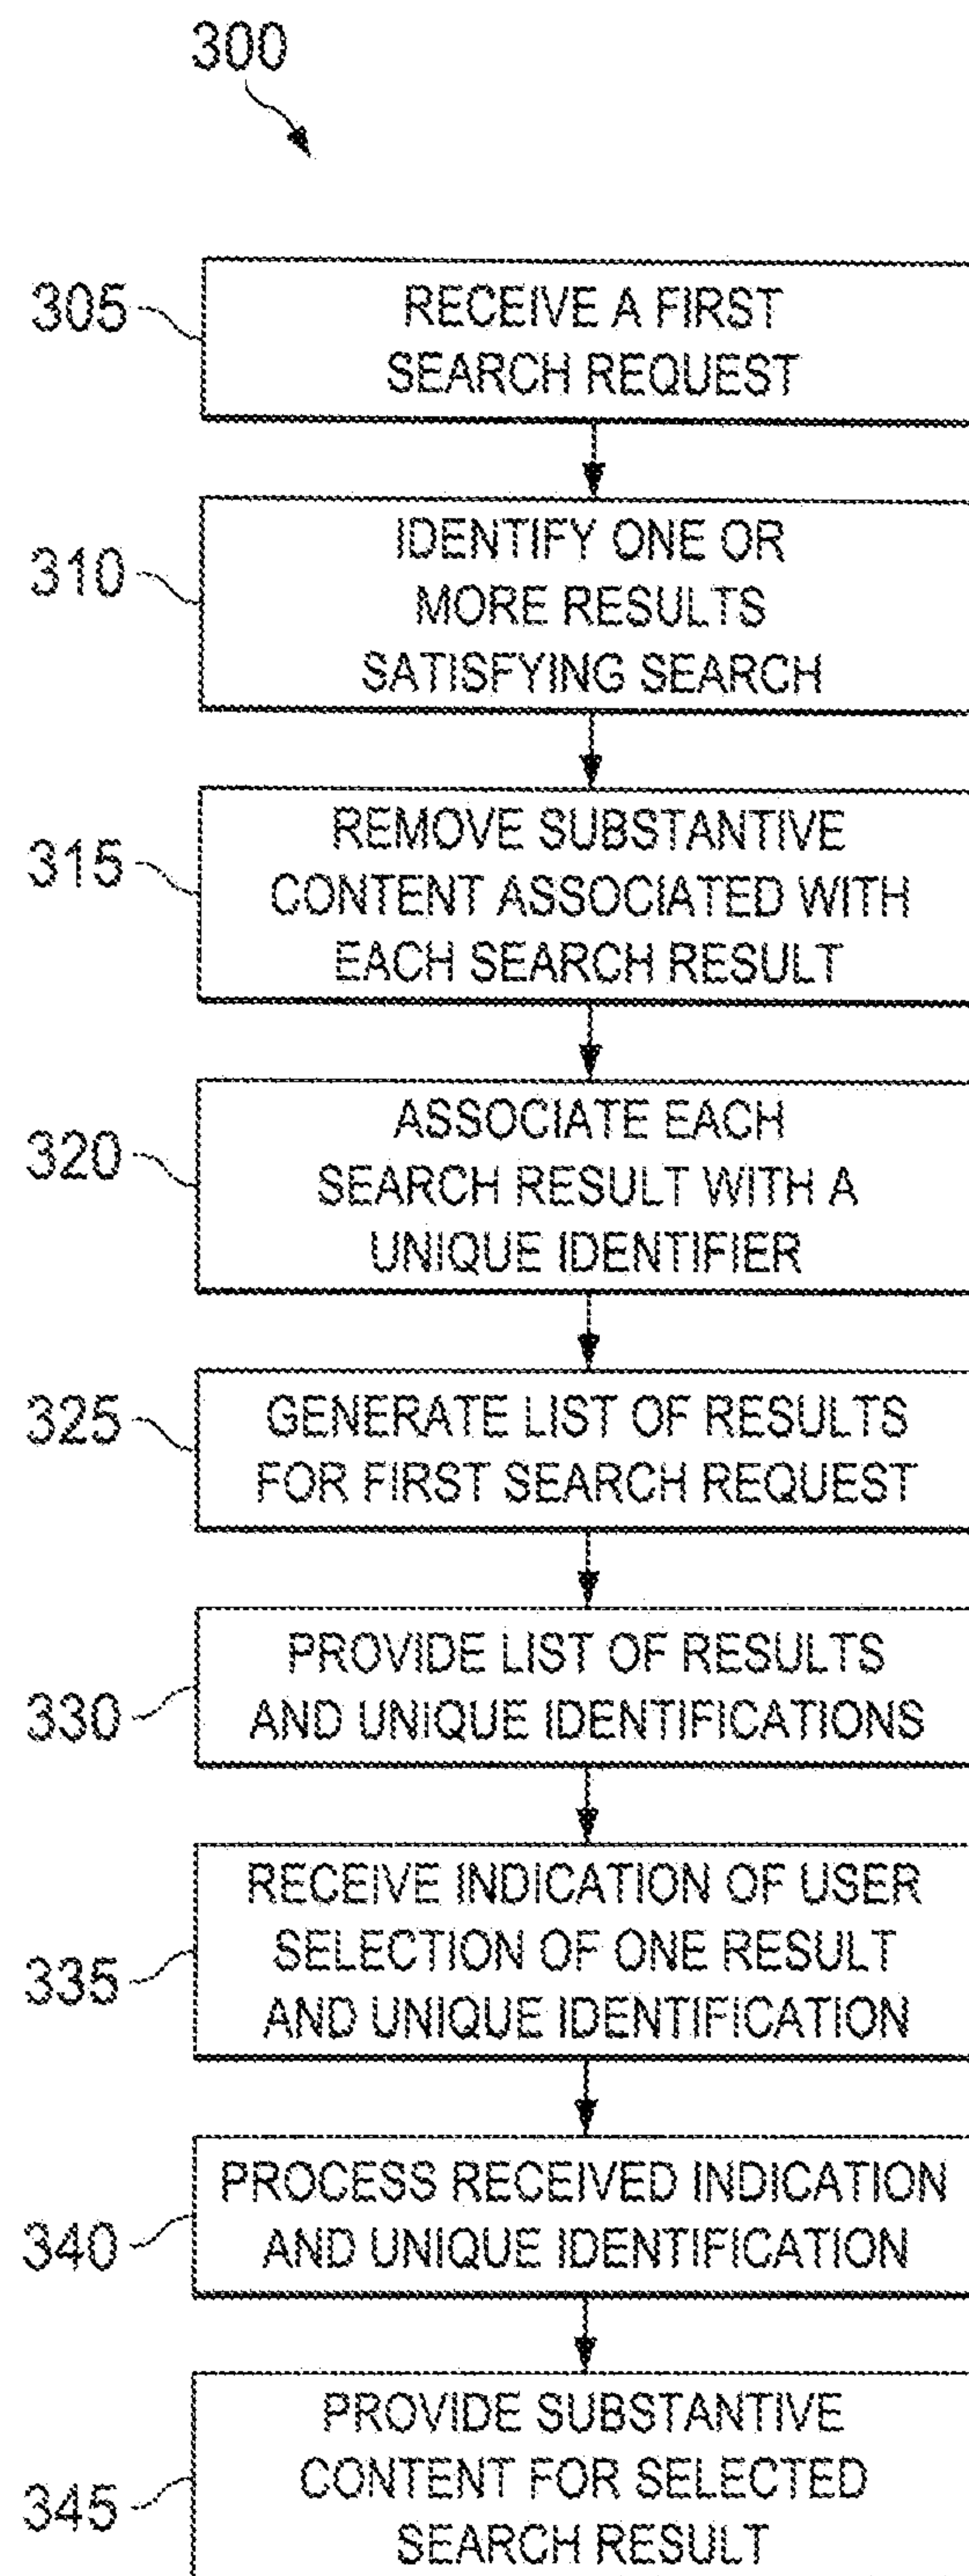 300
305
RECEIVE A FIRST
SEARCH REQUEST
310
IDENTIFY ONE OR
MORE RESULTS
SATISFYING SEARCH
315
REMOVE SUBSTANTIVE
CONTENT ASSOCIATED WITH
EACH SEARCH RESULT
320
ASSOCIATE EACH
SEARCH RESULT WITH A
UNIQUE IDENTIFIER
325
GENERATE LIST OF RESULTS
FOR FIRST SEARCH REQUEST
330
PROVIDE LIST OF RESULTS
AND UNIQUE IDENTIFICATIONS
335
RECEIVE INDICATION OF USER
SELECTION OF ONE RESULT
AND UNIQUE IDENTIFICATION
340
PROCESS RECEIVED INDICATION
AND UNIQUE IDENTIFICATION
345
PROVIDE SUBSTANTIVE
CONTENT FOR SELECTED
SEARCH RESULT